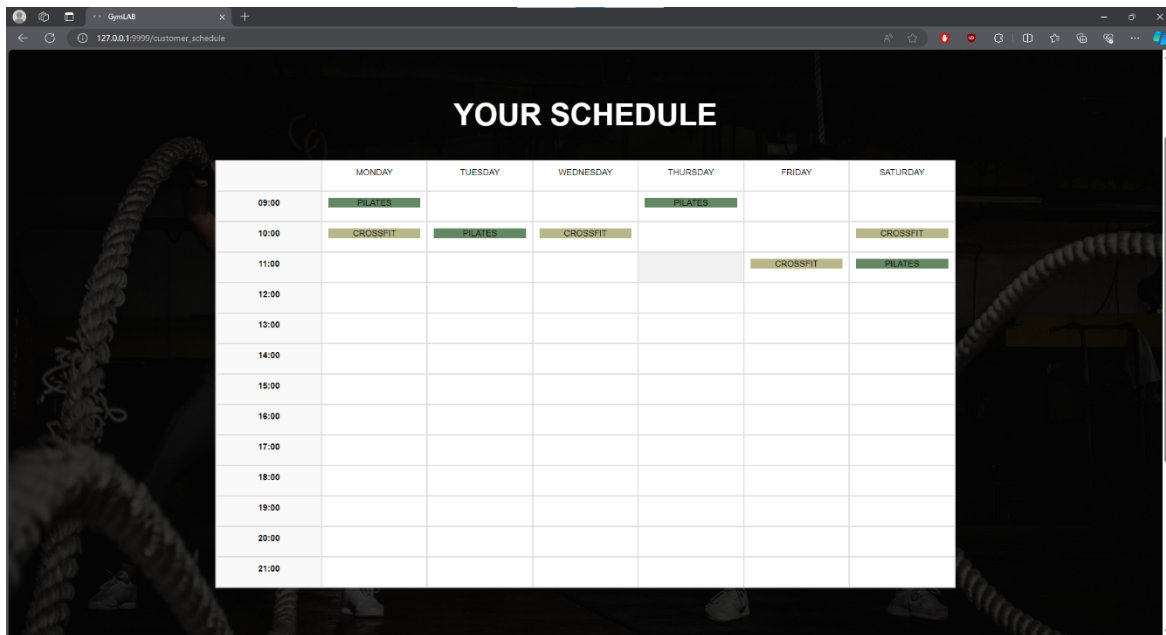 GymLAB
127.0.0.1:9999/customer_schedule
YOUR SCHEDULE
MONDAY TUESDAY WEDNESDAY THURSDAY FRIDAY SATURDAY
09:00 PILATES PILATES
10:00 CROSSFIT PILATES CROSSFIT CROSSFIT
11:00 CROSSFIT PILATES
12:00
13:00
14:00
15:00
16:00
17:00
18:00
19:00
20:00
21:00